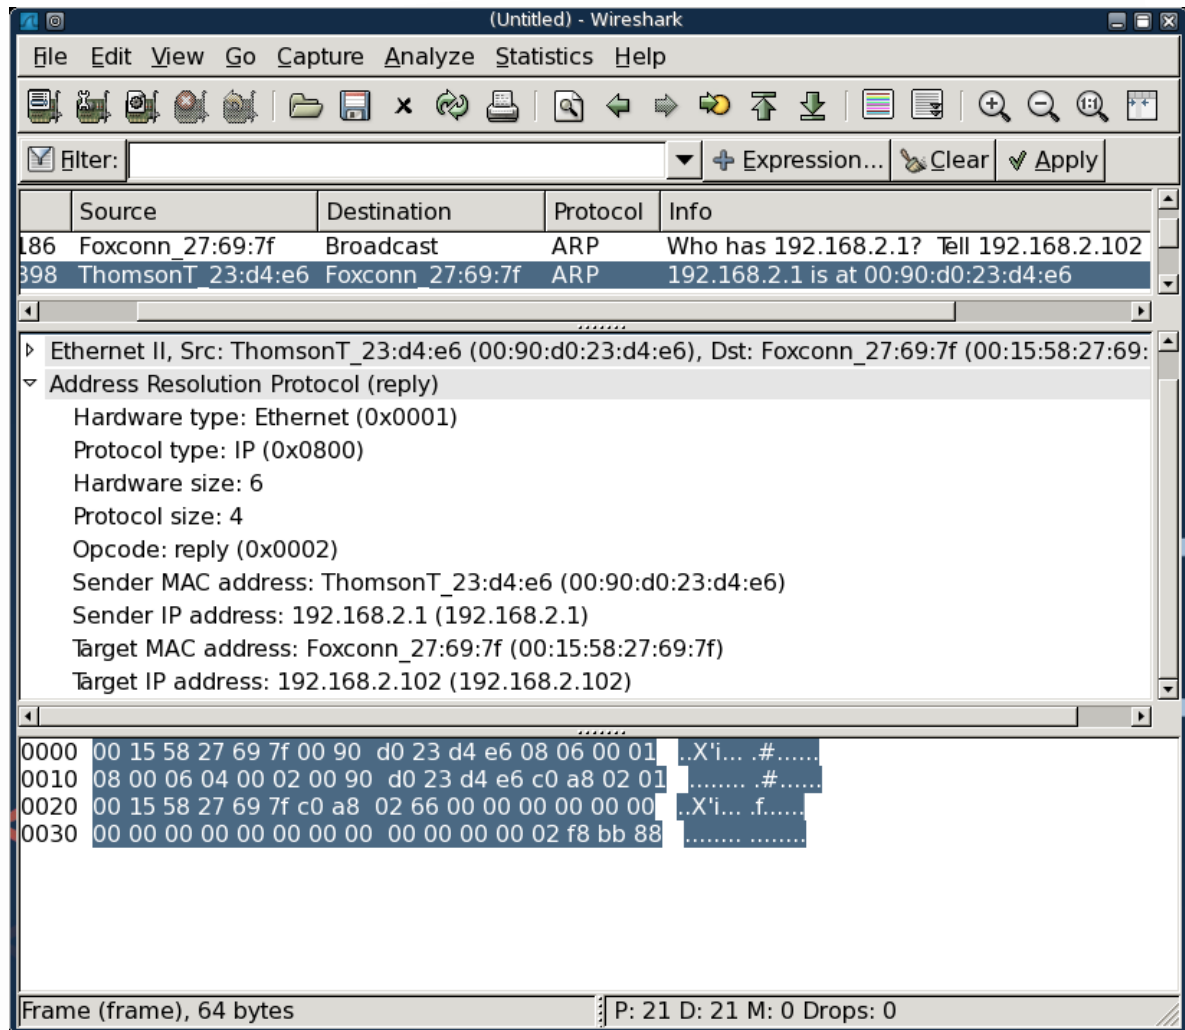 (Untitled) - Wireshark
File Edit View Go Capture Analyze Statistics Help
Filter: Expression... Clear Apply
Source Destination Protocol Info
186 Foxconn_27:69:7f Broadcast ARP Who has 192.168.2.1? Tell 192.168.2.102
398 ThomsonT_23:d4:e6 Foxconn_27:69:7f ARP 192.168.2.1 is at 00:90:d0:23:d4:e6
Ethernet II, Src: ThomsonT_23:d4:e6 (00:90:d0:23:d4:e6), Dst: Foxconn_27:69:7f (00:15:58:27:69:
Address Resolution Protocol (reply)
Hardware type: Ethernet (0x0001)
Protocol type: IP (0x0800)
Hardware size: 6
Protocol size: 4
Opcode: reply (0x0002)
Sender MAC address: ThomsonT_23:d4:e6 (00:90:d0:23:d4:e6)
Sender IP address: 192.168.2.1 (192.168.2.1)
Target MAC address: Foxconn_27:69:7f (00:15:58:27:69:7f)
Target IP address: 192.168.2.102 (192.168.2.102)
0000 00 15 58 27 69 7f 00 90 d0 23 d4 e6 08 06 00 01 ..X'i... .#......
0010 08 00 06 04 00 02 00 90 d0 23 d4 e6 c0 a8 02 01 ........ .#......
0020 00 15 58 27 69 7f c0 a8 02 66 00 00 00 00 00 00 ..X'i... .f......
0030 00 00 00 00 00 00 00 00 00 00 00 00 02 f8 bb 88 ........ ........
Frame (frame), 64 bytes P: 21 D: 21 M: 0 Drops: 0